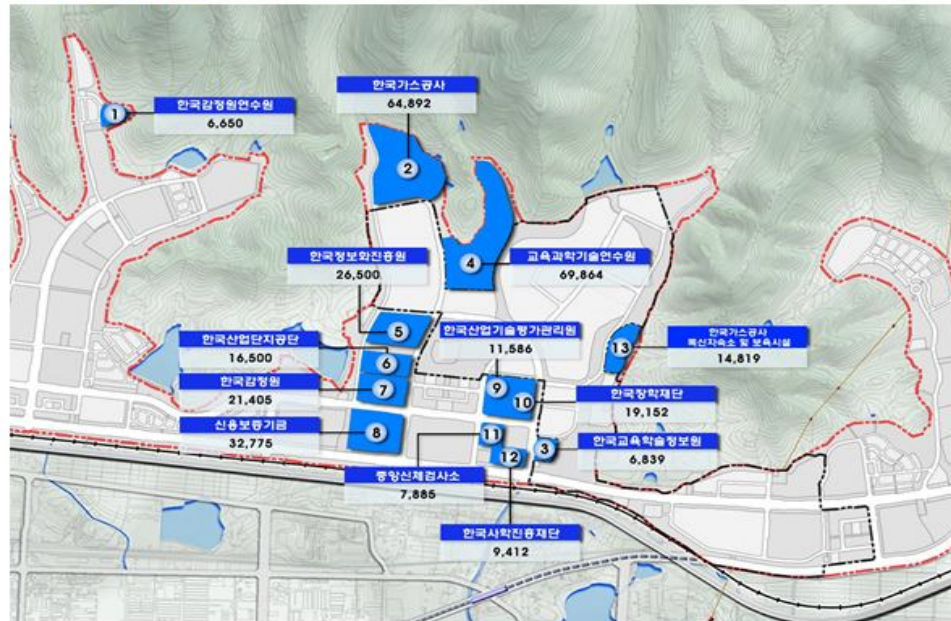 한국가스공사
64,892
한국감정원연수원
6,650
1
2
한국정보화진흥원
26,500
4
교육과학기술연수원
69,864
5
한국산업기술평가관리원
11,586
한국산업단지공단
16,500
6
13
한국가스공사
독신자숙소 및 보육시설
14,819
한국감정원
21,405
7
9
10
한국장학재단
19,152
신용보증기금
32,775
8
11
12
3
한국교육학술정보원
6,839
중앙신체검사소
7,885
한국사학진흥재단
9,412